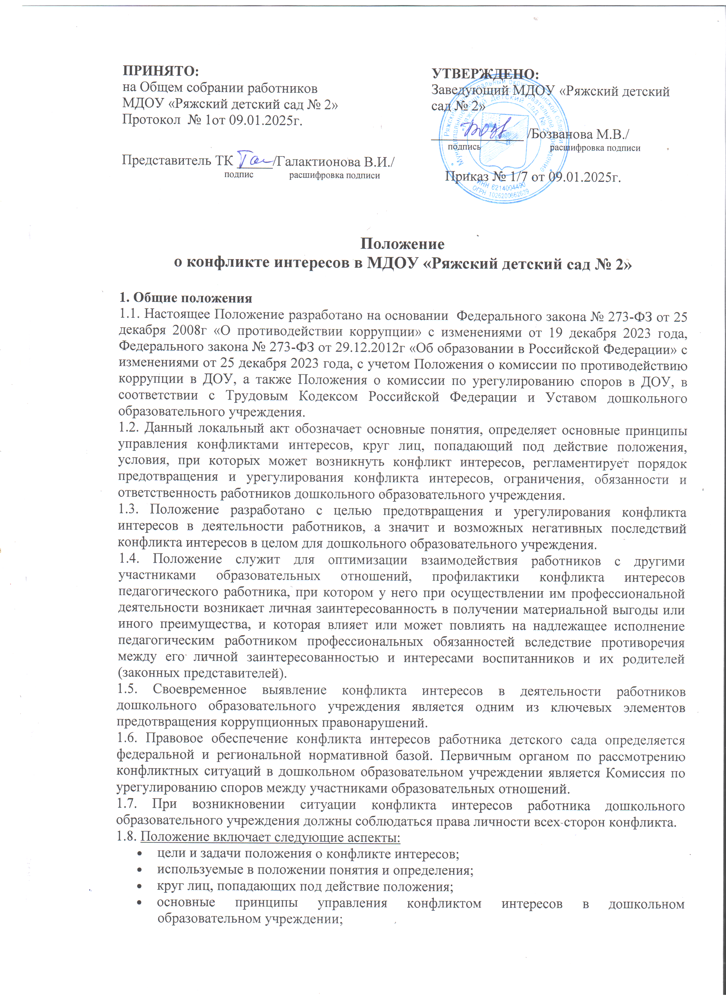 ПРИНЯТО:
на Общем собрании работников
МДОУ «Ряжский детский сад № 2»
Протокол № 1от 09.01.2025г.
Представитель ТК ______/Галактионова В.И./
подпис расшифровка подписи
УТВЕРЖДЕНО:
Заведующий МДОУ «Ряжский детский
сад № 2»
/Бозванова М.В./
подпись расшифровка подписи
Приказ № 1/7 от 09.01.2025г.
ИНН 6214004490
Положение
о конфликте интересов в МДОУ «Ряжский детский сад № 2»
1. Общие положения
1.1. Настоящее Положение разработано на основании Федерального закона № 273-ФЗ от 25
декабря 2008г «О противодействии коррупции» с изменениями от 19 декабря 2023 года,
Федерального закона № 273-ФЗ от 29.12.2012г «Об образовании в Российской Федерации» с
изменениями от 25 декабря 2023 года, с учетом Положения о комиссии по противодействию
коррупции в ДОУ, а также Положения о комиссии по урегулированию споров в ДОУ, в
соответствии с Трудовым Кодексом Российской Федерации и Уставом дошкольного
образовательного учреждения.
1.2. Данный локальный акт обозначает основные понятия, определяет основные принципы
управления конфликтами интересов, круг лиц, попадающий под действие положения,
условия, при которых может возникнуть конфликт интересов, регламентирует порядок
предотвращения и урегулирования конфликта интересов, ограничения, обязанности и
ответственность работников дошкольного образовательного учреждения.
1.3. Положение разработано с целью предотвращения и урегулирования конфликта
интересов в деятельности работников, а значит и возможных негативных последствий
конфликта интересов в целом для дошкольного образовательного учреждения.
1.4. Положение служит для оптимизации взаимодействия работников с другими
участниками образовательных отношений, профилактики конфликта интересов
педагогического работника, при котором у него при осуществлении им профессиональной
деятельности возникает личная заинтересованность в получении материальной выгоды или
иного преимущества, и которая влияет или может повлиять на надлежащее исполнение
педагогическим работником профессиональных обязанностей вследствие противоречия
между его личной заинтересованностью и интересами воспитанников и их родителей
(законных представителей).
1.5. Своевременное выявление конфликта интересов в деятельности работников
дошкольного образовательного учреждения является одним из ключевых элементов
предотвращения коррупционных правонарушений.
1.6. Правовое обеспечение конфликта интересов работника детского сада определяется
федеральной и региональной нормативной базой. Первичным органом по рассмотрению
конфликтных ситуаций в дошкольном образовательном учреждении является Комиссия по
урегулированию споров между участниками образовательных отношений.
1.7. При возникновении ситуации конфликта интересов работника дошкольного
образовательного учреждения должны соблюдаться права личности всех сторон конфликта.
1.8. Положение включает следующие аспекты:
• цели и задачи положения о конфликте интересов;
• используемые в положении понятия и определения;
• круг лиц, попадающих под действие положения;
• основные принципы управления конфликтом интересов в дошкольном
образовательном учреждении;